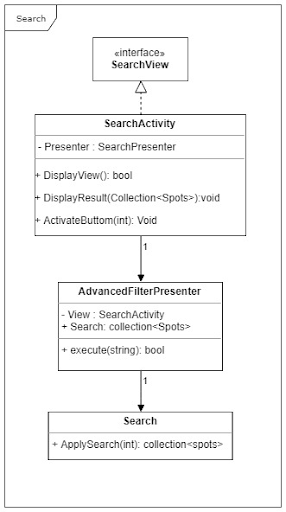 Search
«interface»
SearchView
SearchActivity
- Presenter : SearchPresenter
+ DisplayView(): bool
+ DisplayResult(Collection<Spots>):void
+ ActivateButtom(int): Void
1
AdvancedFilterPresenter
- View : SearchActivity
+ Search: collection<Spots>
+ execute(string): bool
1
Search
+ ApplySearch(int): collection<spots>